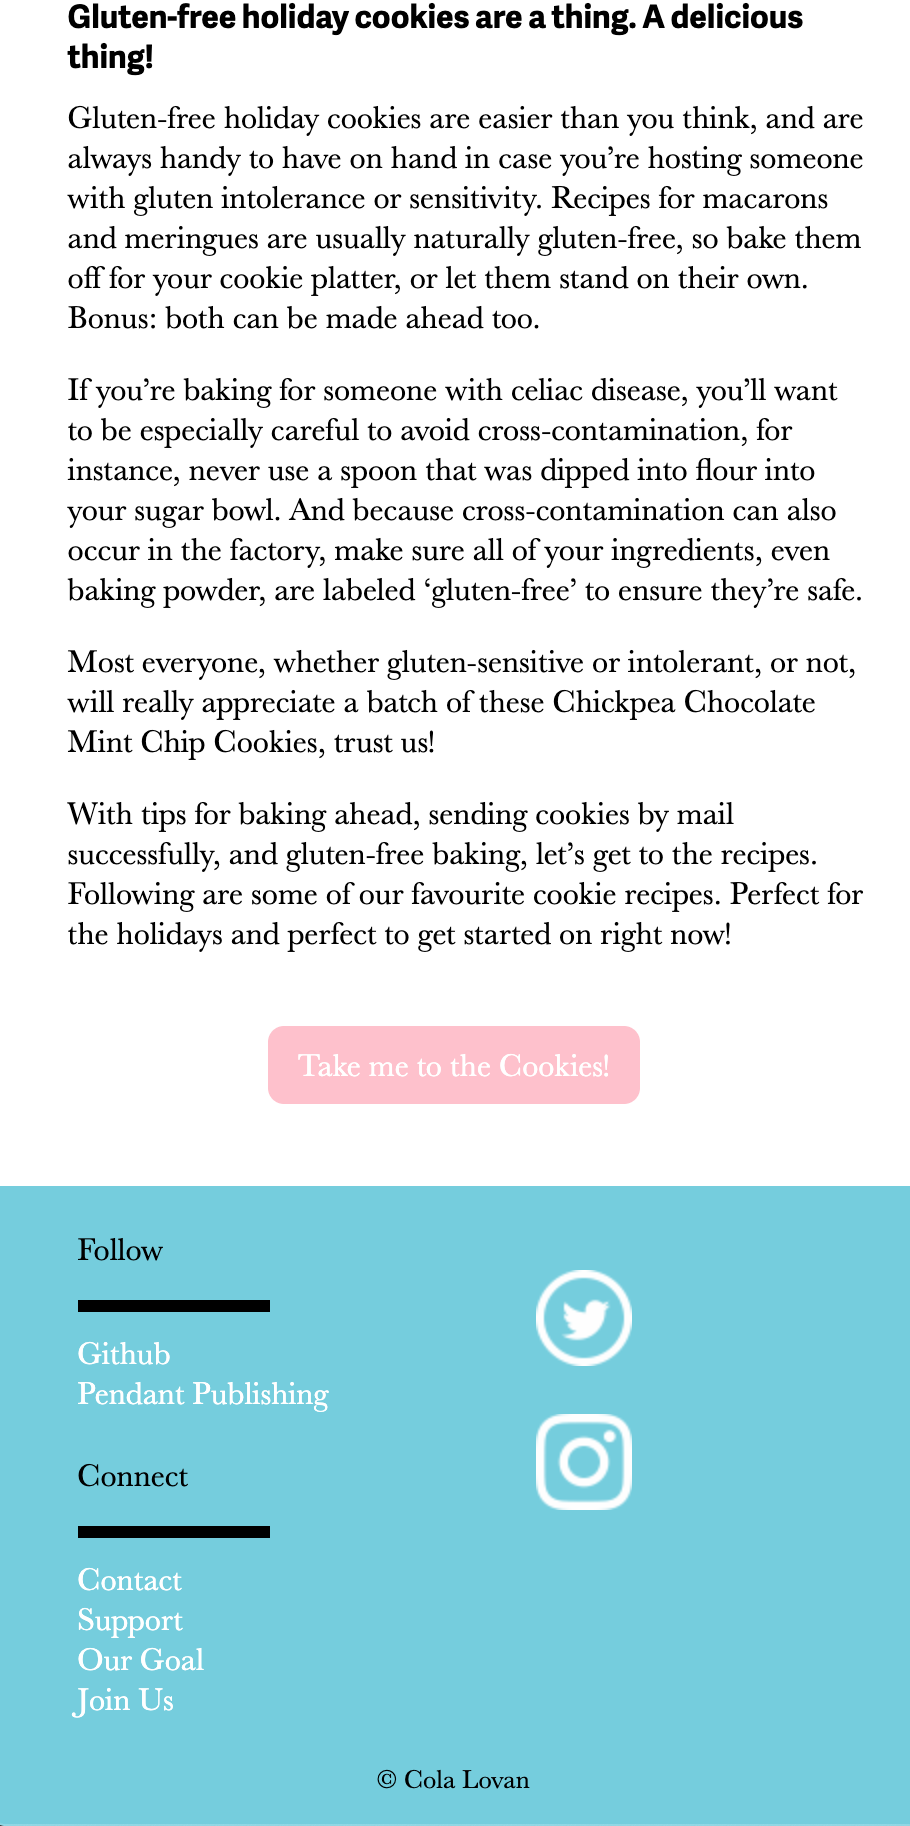 Gluten-free holiday cookies are a thing. A delicious
thing!
Gluten-free holiday cookies are easier than you think, and are
always handy to have on hand in case you’re hosting someone
with gluten intolerance or sensitivity. Recipes for macarons
and meringues are usually naturally gluten-free, so bake them
off for your cookie platter, or let them stand on their own.
Bonus: both can be made ahead too.
If you’re baking for someone with celiac disease, you’ll want
to be especially careful to avoid cross-contamination, for
instance, never use a spoon that was dipped into flour into
your sugar bowl. And because cross-contamination can also
occur in the factory, make sure all of your ingredients, even
baking powder, are labeled ‘gluten-free’ to ensure they’re safe.
Most everyone, whether gluten-sensitive or intolerant, or not,
will really appreciate a batch of these Chickpea Chocolate
Mint Chip Cookies, trust us!
With tips for baking ahead, sending cookies by mail
successfully, and gluten-free baking, let’s get to the recipes.
Following are some of our favourite cookie recipes. Perfect for
the holidays and perfect to get started on right now!
Take me to the Cookies!
Follow
Github
Pendant Publishing
Connect
Contact
Support
Our Goal
Join Us
© Cola Lovan